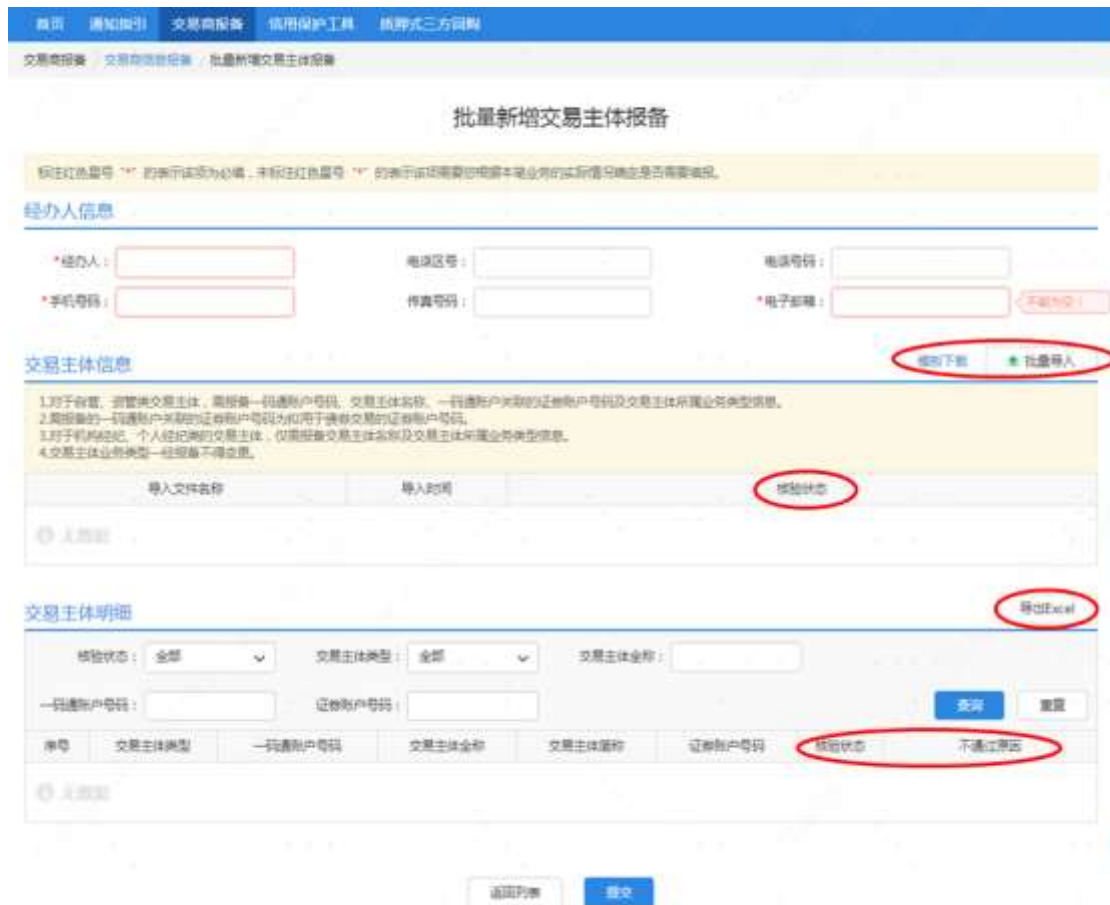 首页 通知指引 交易商报备 信用保护工具 质押式三方回购
交易商报备 / 交易商信息报备 / 批量新增交易主体报备
批量新增交易主体报备
标注红色星号 "*" 的表示该项为必填，未标注红色星号 "*" 的表示该项需要您根据本笔业务的实际情况确定是否需要填报。
经办人信息
*经办人： 电话区号： 电话号码：
*手机号码： 传真号码： *电子邮箱： 不能为空！
交易主体信息 模板下载 批量导入
1.对于自营、资管类交易主体，需报备一码通账户号码、交易主体名称、一码通账户关联的证券账户号码及交易主体所属业务类型信息。
2.需报备的一码通账户关联的证券账户号码为拟用于债券交易的证券账户号码。
3.对于机构经纪、个人经纪类的交易主体，仅需报备交易主体名称及交易主体所属业务类型信息。
4.交易主体业务类型一经报备不得变更。
导入文件名称 导入时间 核验状态
无数据
交易主体明细 导出Excel
核验状态： 全部 交易主体类型： 全部 交易主体全称：
一码通账户号码： 证券账户号码： 查询 重置
序号 交易主体类型 一码通账户号码 交易主体全称 交易主体简称 证券账户号码 核验状态 不通过原因
无数据
返回列表 提交